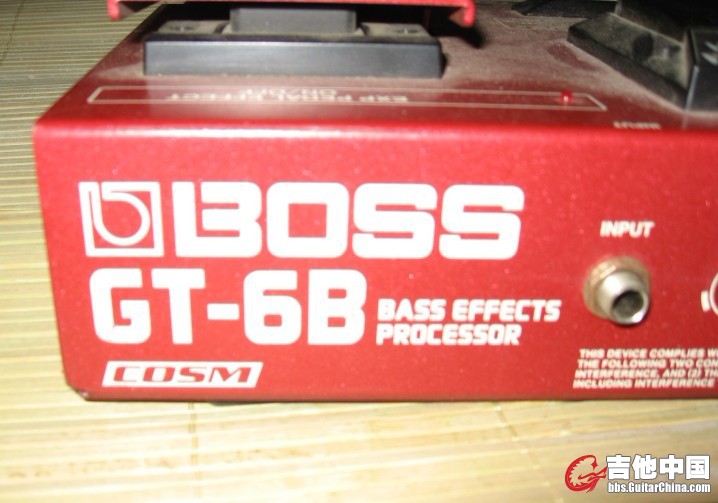 EXP PEDAL EFFECT
ON/OFF
BOSS
INPUT
GT-6B BASS EFFECTS
PROCESSOR
COSM
THIS DEVICE COMPLIES W
THE FOLLOWING TWO CON
INTERFERENCE, AND (2) TH
INCLUDING INTERFERENCE
吉他中国
bbs.GuitarChina.com